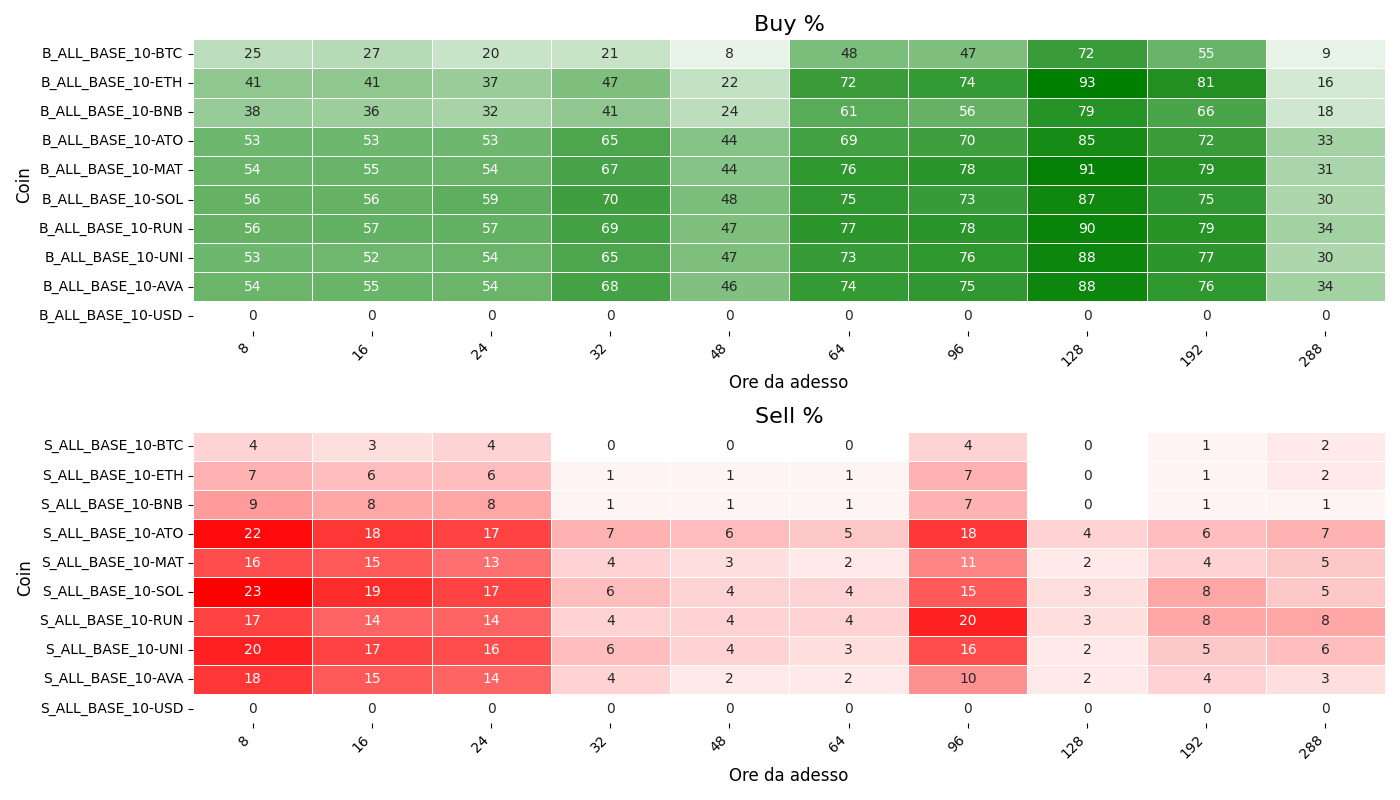 Buy %
Coin
B_ALL_BASE_10-BTC 25 27 20 21 8 48 47 72 55 9
B_ALL_BASE_10-ETH 41 41 37 47 22 72 74 93 81 16
B_ALL_BASE_10-BNB 38 36 32 41 24 61 56 79 66 18
B_ALL_BASE_10-ATO 53 53 53 65 44 69 70 85 72 33
B_ALL_BASE_10-MAT 54 55 54 67 44 76 78 91 79 31
B_ALL_BASE_10-SOL 56 56 59 70 48 75 73 87 75 30
B_ALL_BASE_10-RUN 56 57 57 69 47 77 78 90 79 34
B_ALL_BASE_10-UNI 53 52 54 65 47 73 76 88 77 30
B_ALL_BASE_10-AVA 54 55 54 68 46 74 75 88 76 34
B_ALL_BASE_10-USD 0 0 0 0 0 0 0 0 0 0
8 16 24 32 48 64 96 128 192 288
Ore da adesso
Sell %
Coin
S_ALL_BASE_10-BTC 4 3 4 0 0 0 4 0 1 2
S_ALL_BASE_10-ETH 7 6 6 1 1 1 7 0 1 2
S_ALL_BASE_10-BNB 9 8 8 1 1 1 7 0 1 1
S_ALL_BASE_10-ATO 22 18 17 7 6 5 18 4 6 7
S_ALL_BASE_10-MAT 16 15 13 4 3 2 11 2 4 5
S_ALL_BASE_10-SOL 23 19 17 6 4 4 15 3 8 5
S_ALL_BASE_10-RUN 17 14 14 4 4 4 20 3 8 8
S_ALL_BASE_10-UNI 20 17 16 6 4 3 16 2 5 6
S_ALL_BASE_10-AVA 18 15 14 4 2 2 10 2 4 3
S_ALL_BASE_10-USD 0 0 0 0 0 0 0 0 0 0
8 16 24 32 48 64 96 128 192 288
Ore da adesso